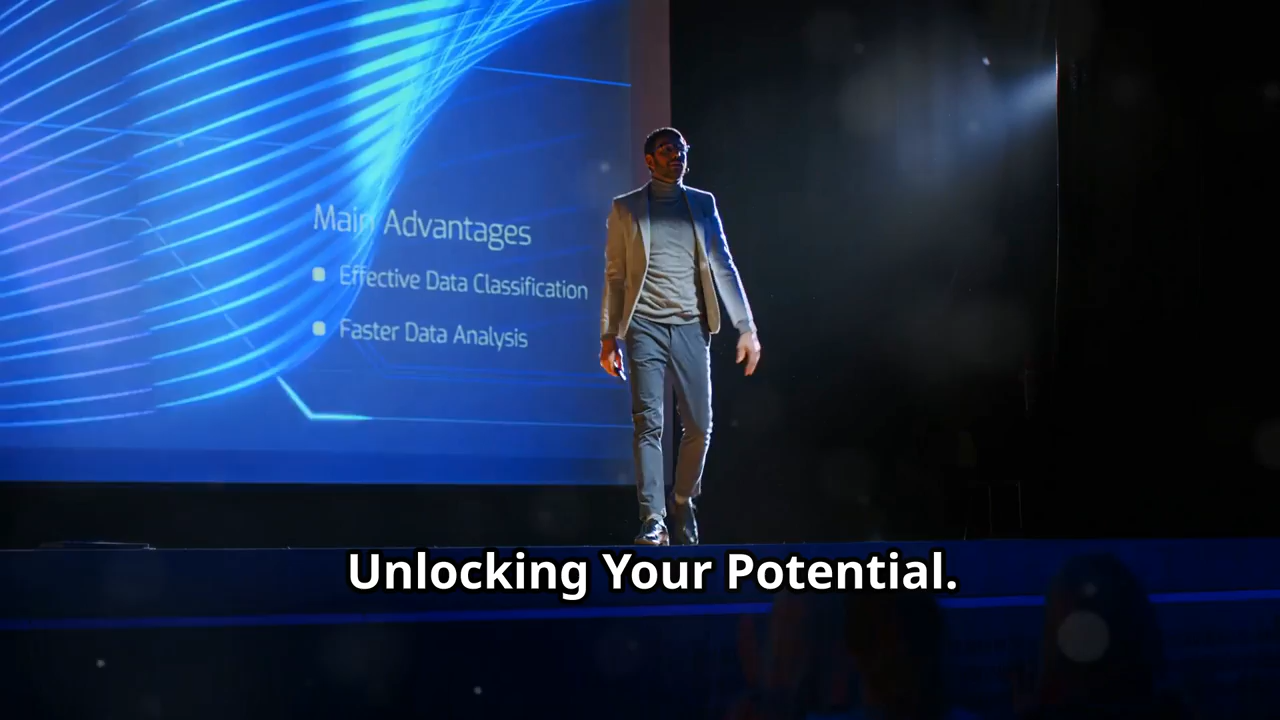 Main Advantages
Effective Data Classification
Faster Data Analysis
Unlocking Your Potential.